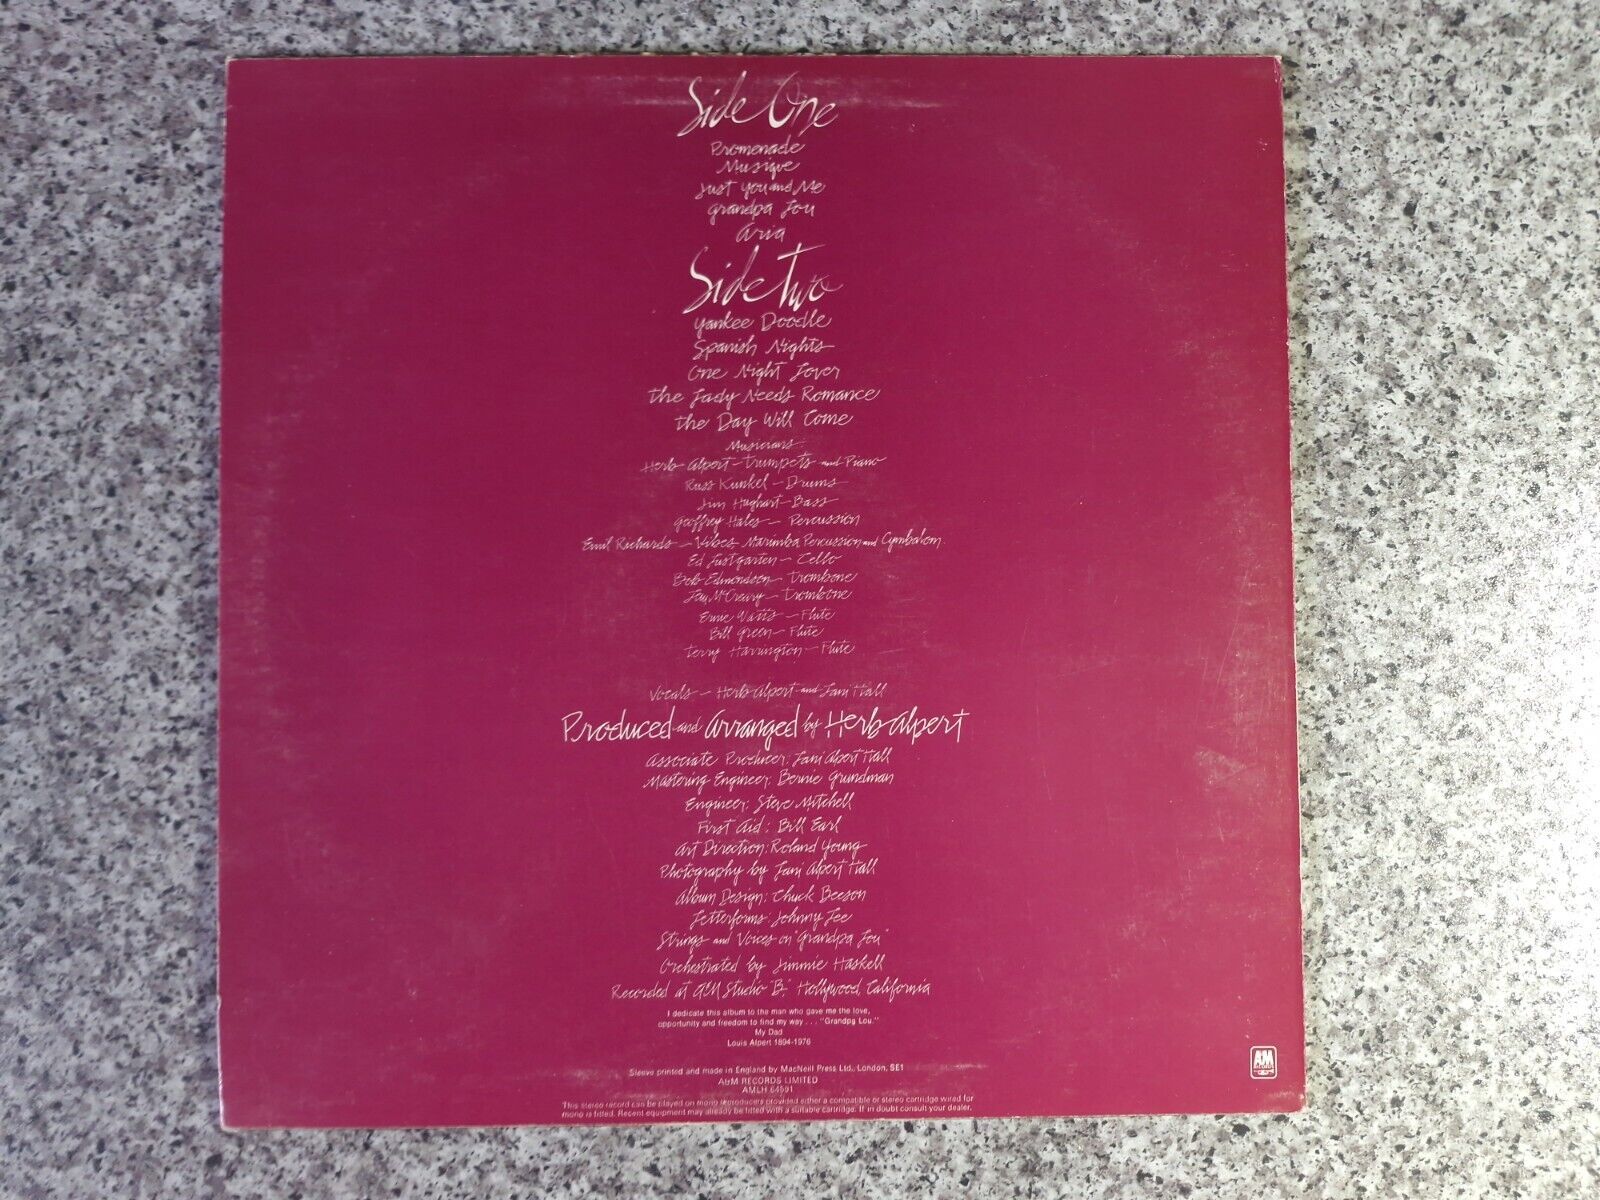 Side One
Promenade
Musique
Just You and Me
Grandpa Lou
Aria
Side Two
Yankee Doodle
Spanish Nights
One Night Lover
The Lady Needs Romance
The Day Will Come
Musicians:
Herb Alpert - Trumpets and Piano
Russ Kunkel - Drums
Jim Hughart - Bass
Geoffrey Hales - Percussion
Emil Richards - Vibes Marimba Percussion and Cymbalom
Ed Lustgarten - Cello
Bob Edmondson - Trombone
Jay McCreary - Trombone
Ernie Watts - Flute
Bill Green - Flute
Terry Harrington - Flute
Vocals - Herb Alpert and Lani Hall
Produced and Arranged by Herb Alpert
Associate Producer: Lani Alpert Hall
Mastering Engineer: Bernie Grundman
Engineer: Steve Mitchell
First Aid: Bill Earl
Art Direction: Roland Young
Photography by Lani Alpert Hall
Album Design: Chuck Beeson
Letterforms: Johnny Lee
Strings and Voices on "Grandpa Lou"
Orchestrated by Jimmie Haskell
Recorded at A&M Studio "B," Hollywood, California
I dedicate this album to the man who gave me the love,
opportunity and freedom to find my way . . . "Grandpa Lou."
My Dad
Louis Alpert 1894-1976
Sleeve printed and made in England by MacNeill Press Ltd., London, SE1
A&M RECORDS LIMITED
AMLH 64591
This stereo record can be played on mono reproducers provided either a compatible or stereo cartridge wired for
mono is fitted. Recent equipment may already be fitted with a suitable cartridge. If in doubt consult your dealer.
A&M
RECORDS